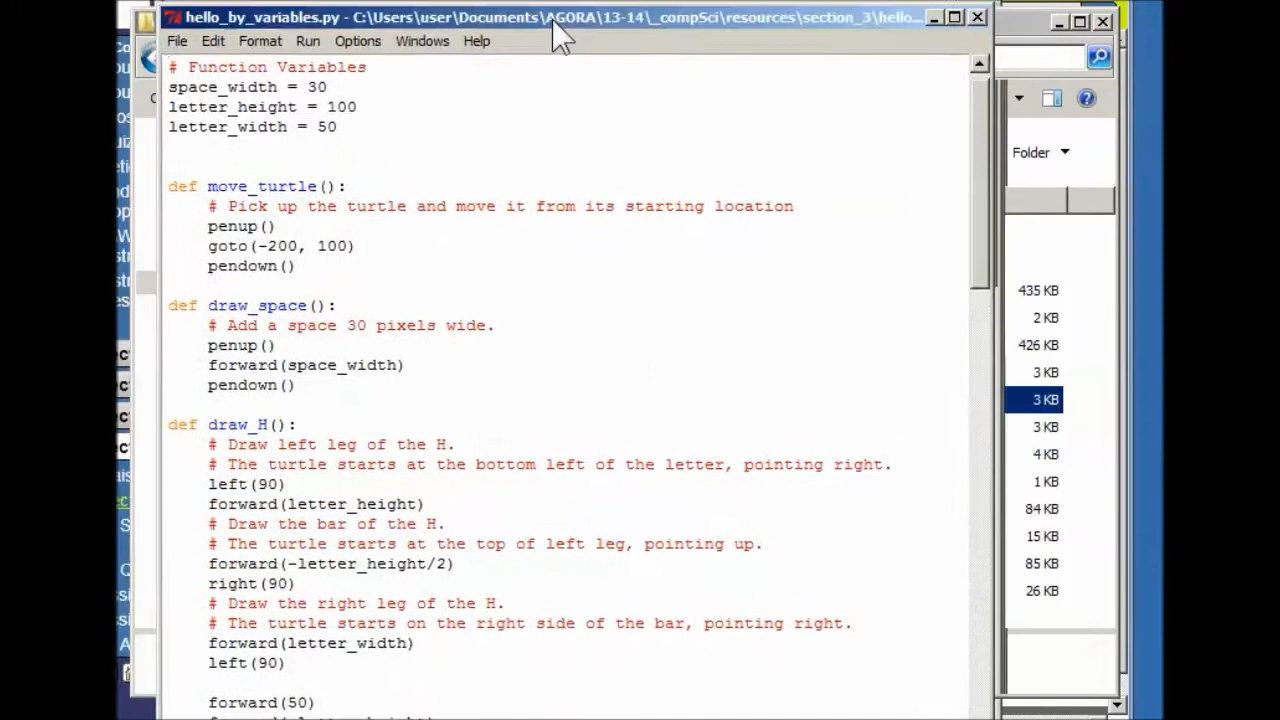 hello_by_variables.py - C:\Users\user\Documents\AGORA\13-14\_compSci\resources\section_3\hello...
File Edit Format Run Options Windows Help
# Function Variables
space_width = 30
letter_height = 100
letter_width = 50
def move_turtle():
# Pick up the turtle and move it from its starting location
penup()
goto(-200, 100)
pendown()
def draw_space():
# Add a space 30 pixels wide.
penup()
forward(space_width)
pendown()
def draw_H():
# Draw left leg of the H.
# The turtle starts at the bottom left of the letter, pointing right.
left(90)
forward(letter_height)
# Draw the bar of the H.
# The turtle starts at the top of left leg, pointing up.
forward(-letter_height/2)
right(90)
# Draw the right leg of the H.
# The turtle starts on the right side of the bar, pointing right.
forward(letter_width)
left(90)
forward(50)
Folder
435 KB
2 KB
426 KB
3 KB
3 KB
3 KB
4 KB
1 KB
84 KB
15 KB
85 KB
26 KB